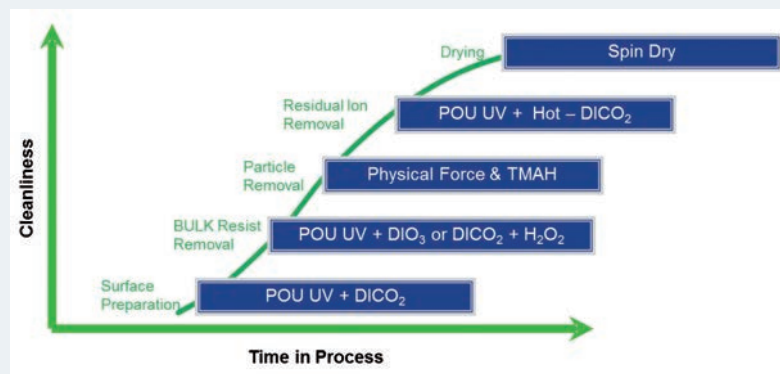 Drying
Spin Dry
Residual Ion
Removal
POU UV + Hot – DICO₂
Particle
Removal
Physical Force & TMAH
BULK Resist
Removal
POU UV + DIO₃ or DICO₂ + H₂O₂
Surface
Preparation
POU UV + DICO₂
Cleanliness
Time in Process